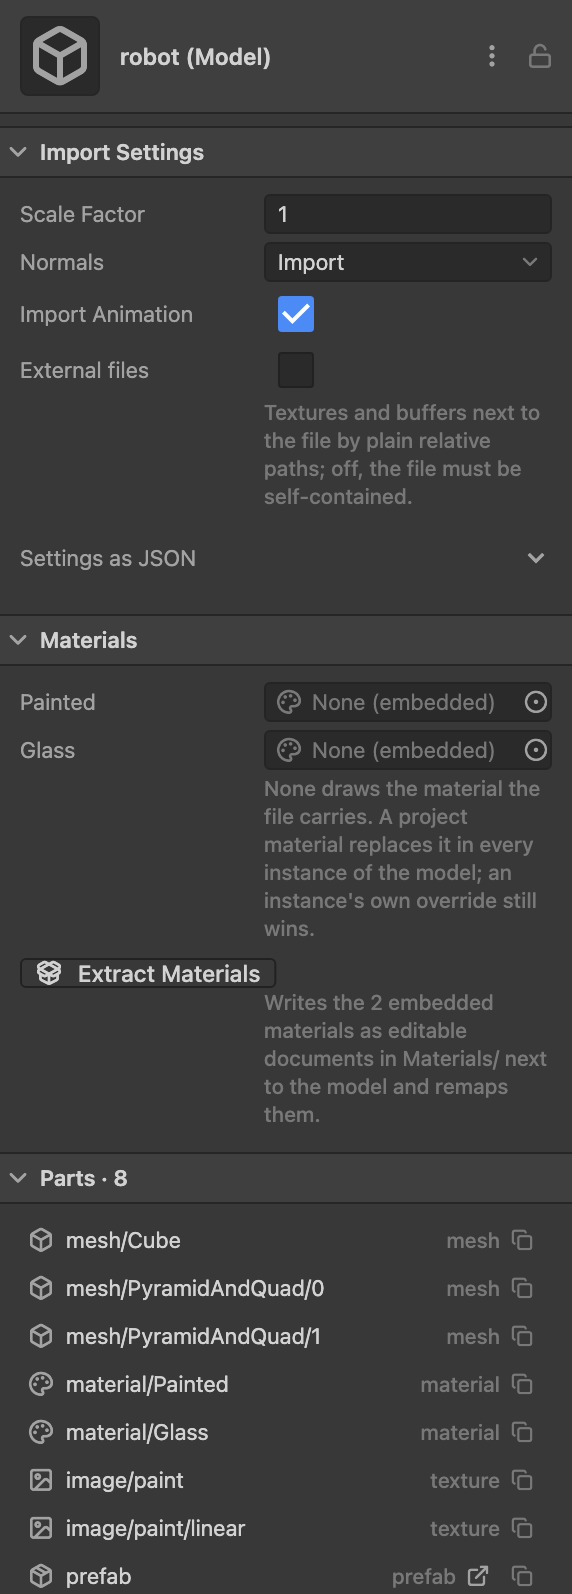 robot (Model)
Import Settings
Scale Factor 1
Normals Import
Import Animation
External files
Textures and buffers next to
the file by plain relative
paths; off, the file must be
self-contained.
Settings as JSON
Materials
Painted None (embedded)
Glass None (embedded)
None draws the material the
file carries. A project
material replaces it in every
instance of the model; an
instance's own override still
wins.
Extract Materials
Writes the 2 embedded
materials as editable
documents in Materials/ next
to the model and remaps
them.
Parts · 8
mesh/Cube mesh
mesh/PyramidAndQuad/0 mesh
mesh/PyramidAndQuad/1 mesh
material/Painted material
material/Glass material
image/paint texture
image/paint/linear texture
prefab prefab